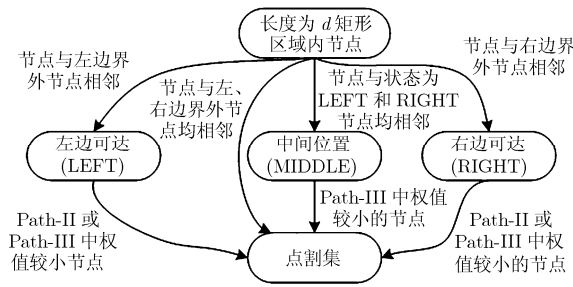 长度为 d 矩形
区域内节点
节点与左边界
外节点相邻
节点与左、
右边界外节
点均相邻
节点与状态为
LEFT 和 RIGHT
节点均相邻
节点与右边界
外节点相邻
左边可达
(LEFT)
中间位置
(MIDDLE)
右边可达
(RIGHT)
Path-II 或
Path-III 中权
值较小节点
Path-III 中权值
较小的节点
Path-II 或
Path-III 中权
值较小的节点
点割集